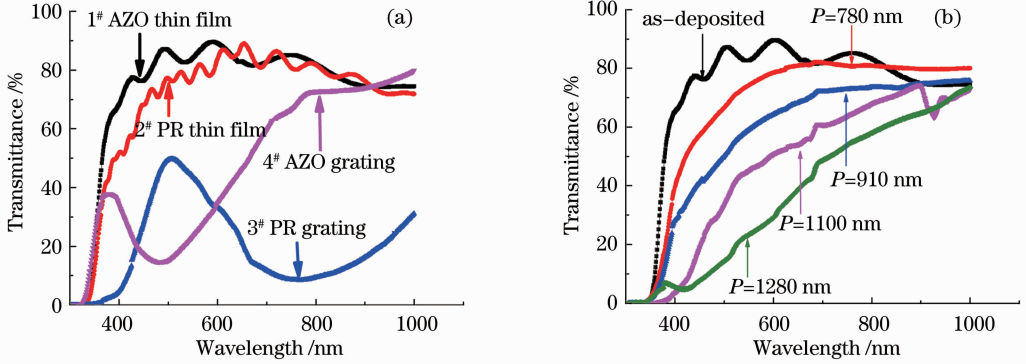 (a)
Transmittance /%
100
80
60
40
20
0
1# AZO thin film
2# PR thin film
4# AZO grating
3# PR grating
400
600
800
1000
Wavelength /nm
(b)
Transmittance /%
100
80
60
40
20
0
as-deposited
P=780 nm
P=910 nm
P=1100 nm
P=1280 nm
400
600
800
1000
Wavelength /nm